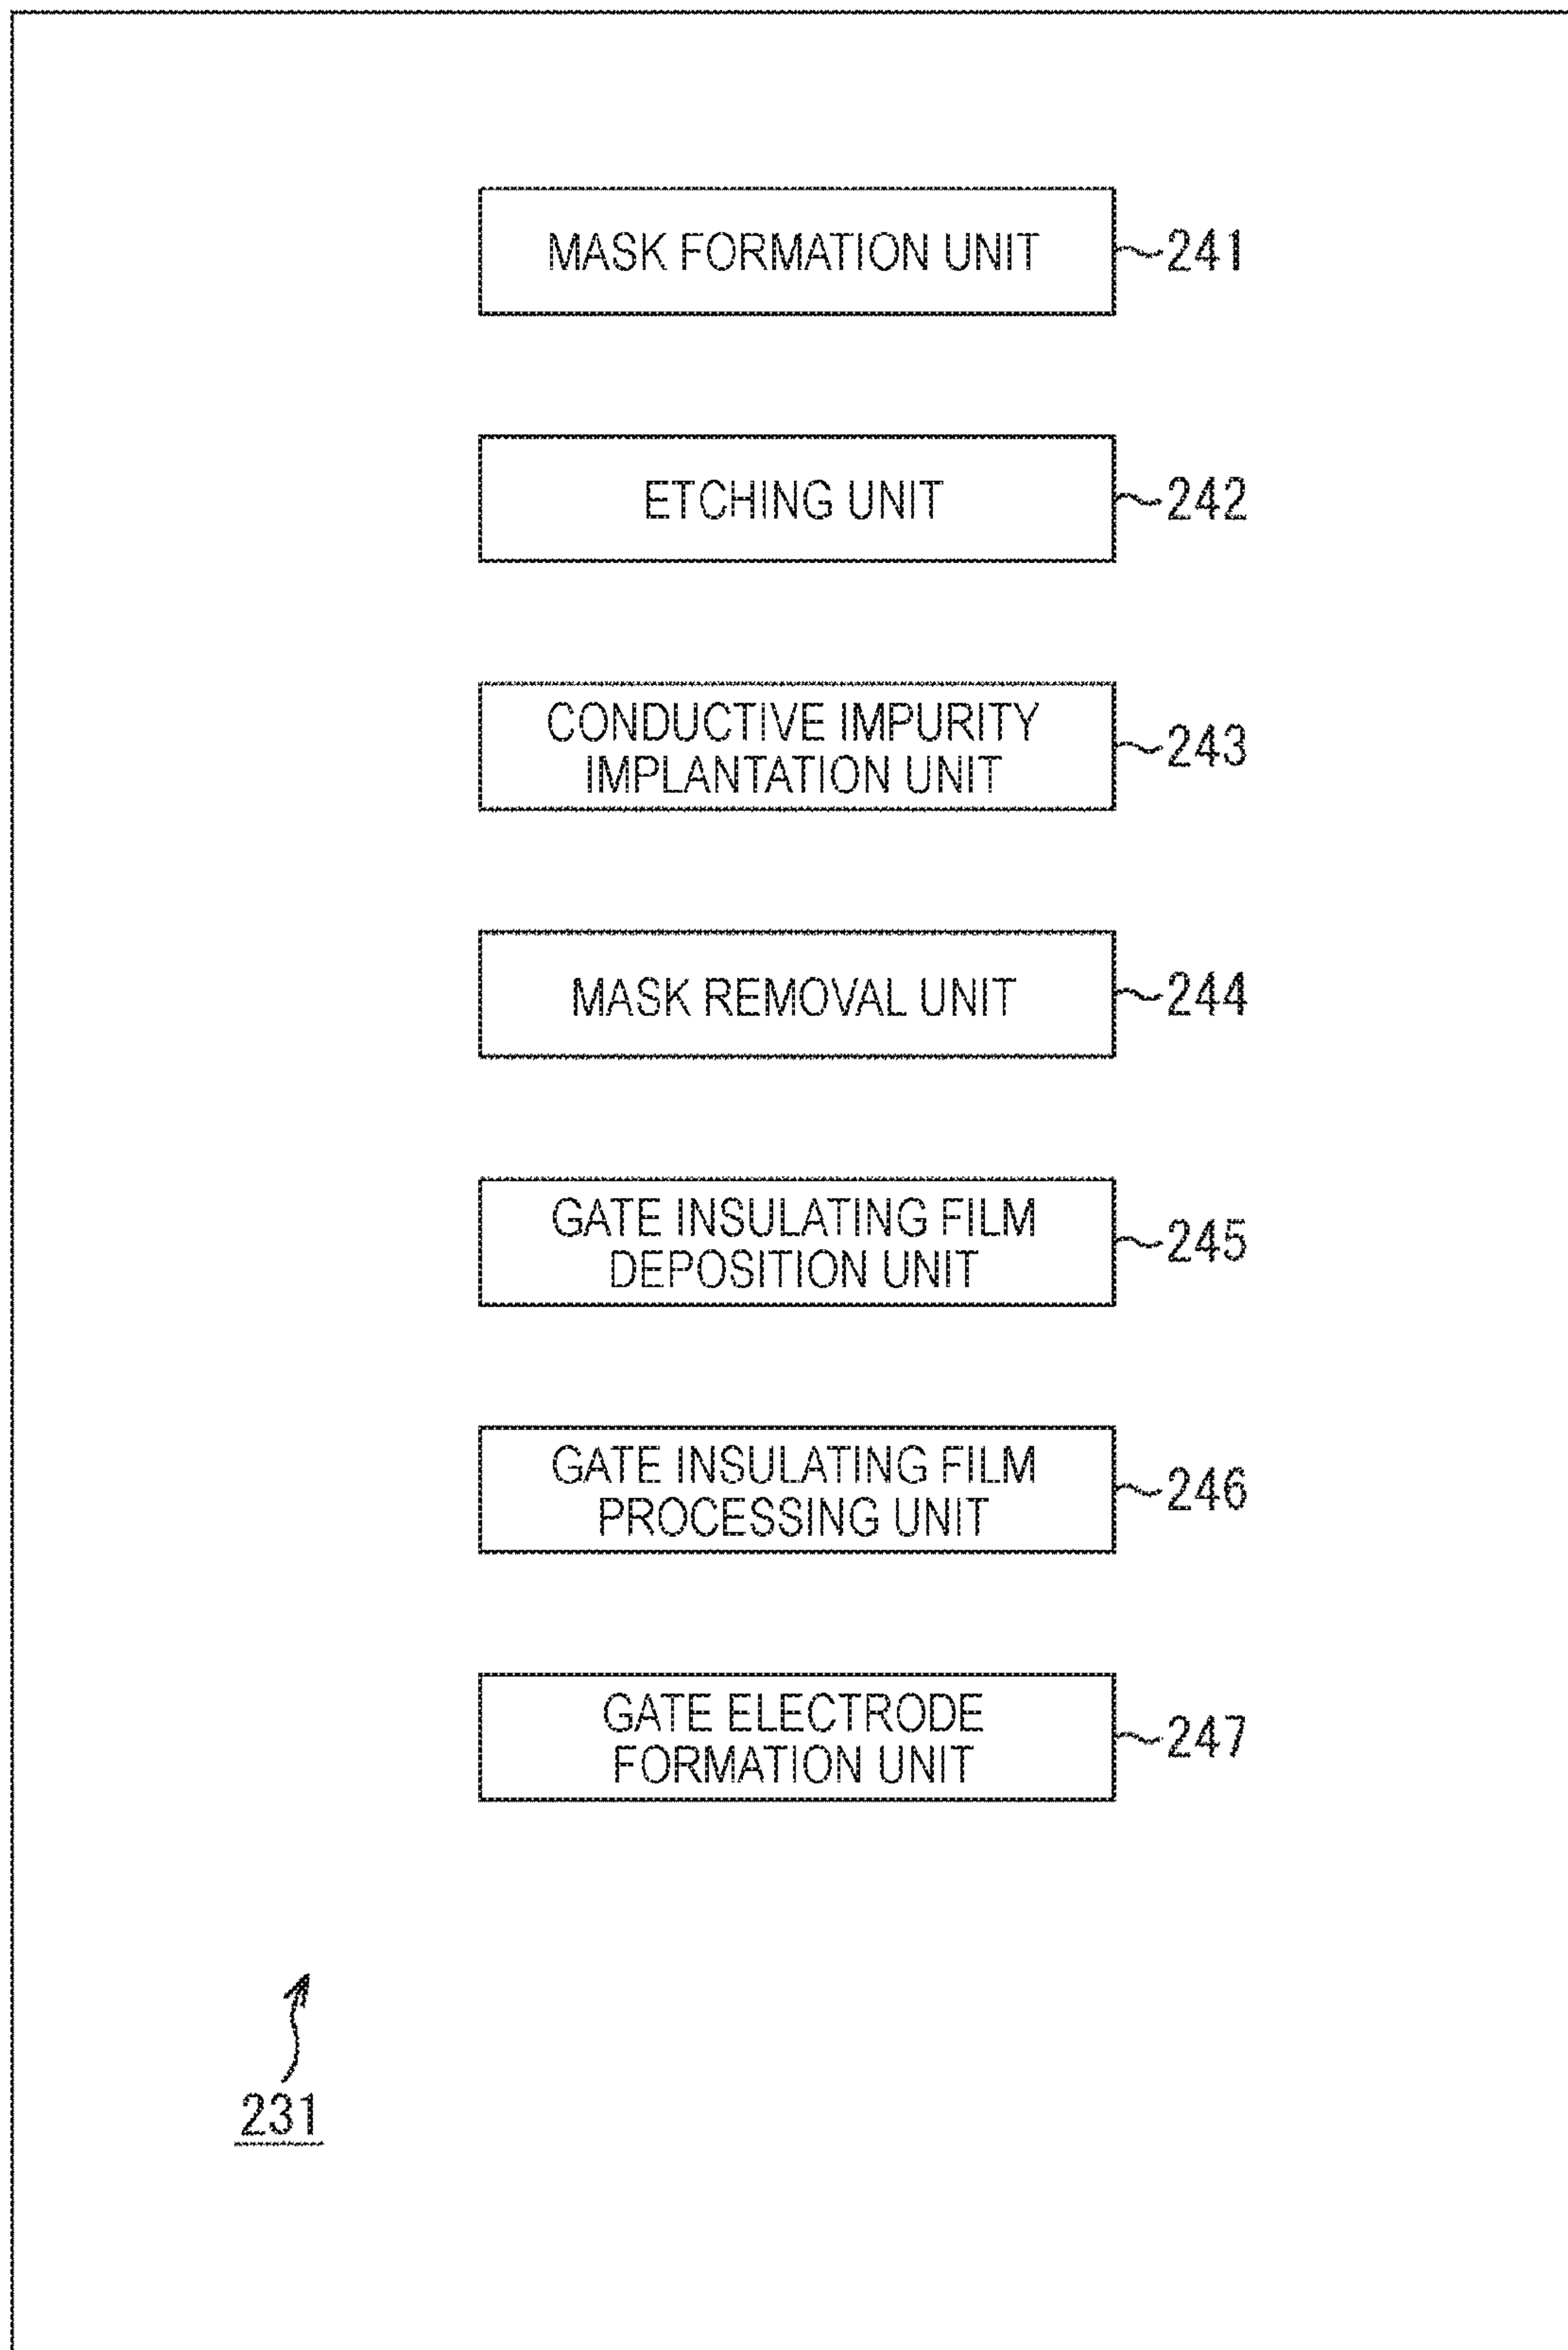 MASK FORMATION UNIT
241
ETCHING UNIT
242
CONDUCTIVE IMPURITY
IMPLANTATION UNIT
243
MASK REMOVAL UNIT
244
GATE INSULATING FILM
DEPOSITION UNIT
245
GATE INSULATING FILM
PROCESSING UNIT
246
GATE ELECTRODE
FORMATION UNIT
247
231